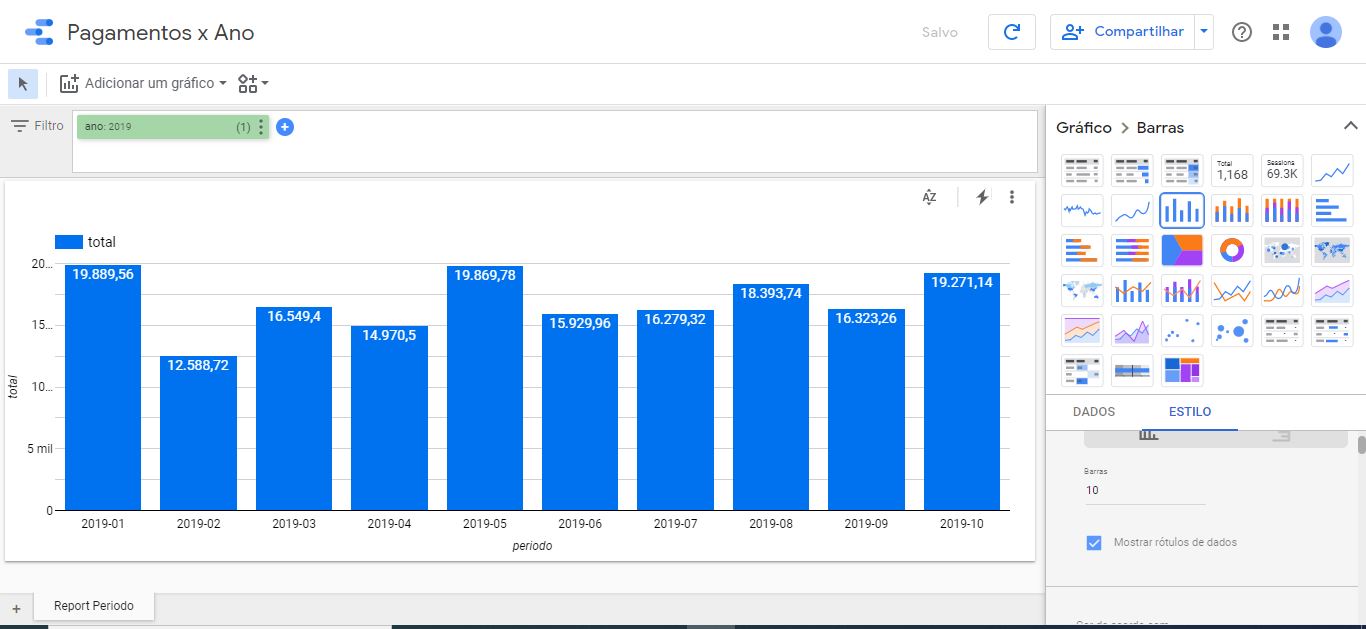 Pagamentos x Ano
Salvo
Compartilhar
Adicionar um gráfico
Filtro
ano: 2019 (1)
Gráfico > Barras
Total
1,168
Sessions
69.3K
AZ
total
20...
15...
10...
5 mil
0
total
19.889,56
12.588,72
16.549,4
14.970,5
19.869,78
15.929,96
16.279,32
18.393,74
16.323,26
19.271,14
2019-01
2019-02
2019-03
2019-04
2019-05
2019-06
2019-07
2019-08
2019-09
2019-10
periodo
DADOS
ESTILO
Barras
10
Mostrar rótulos de dados
+ Report Periodo